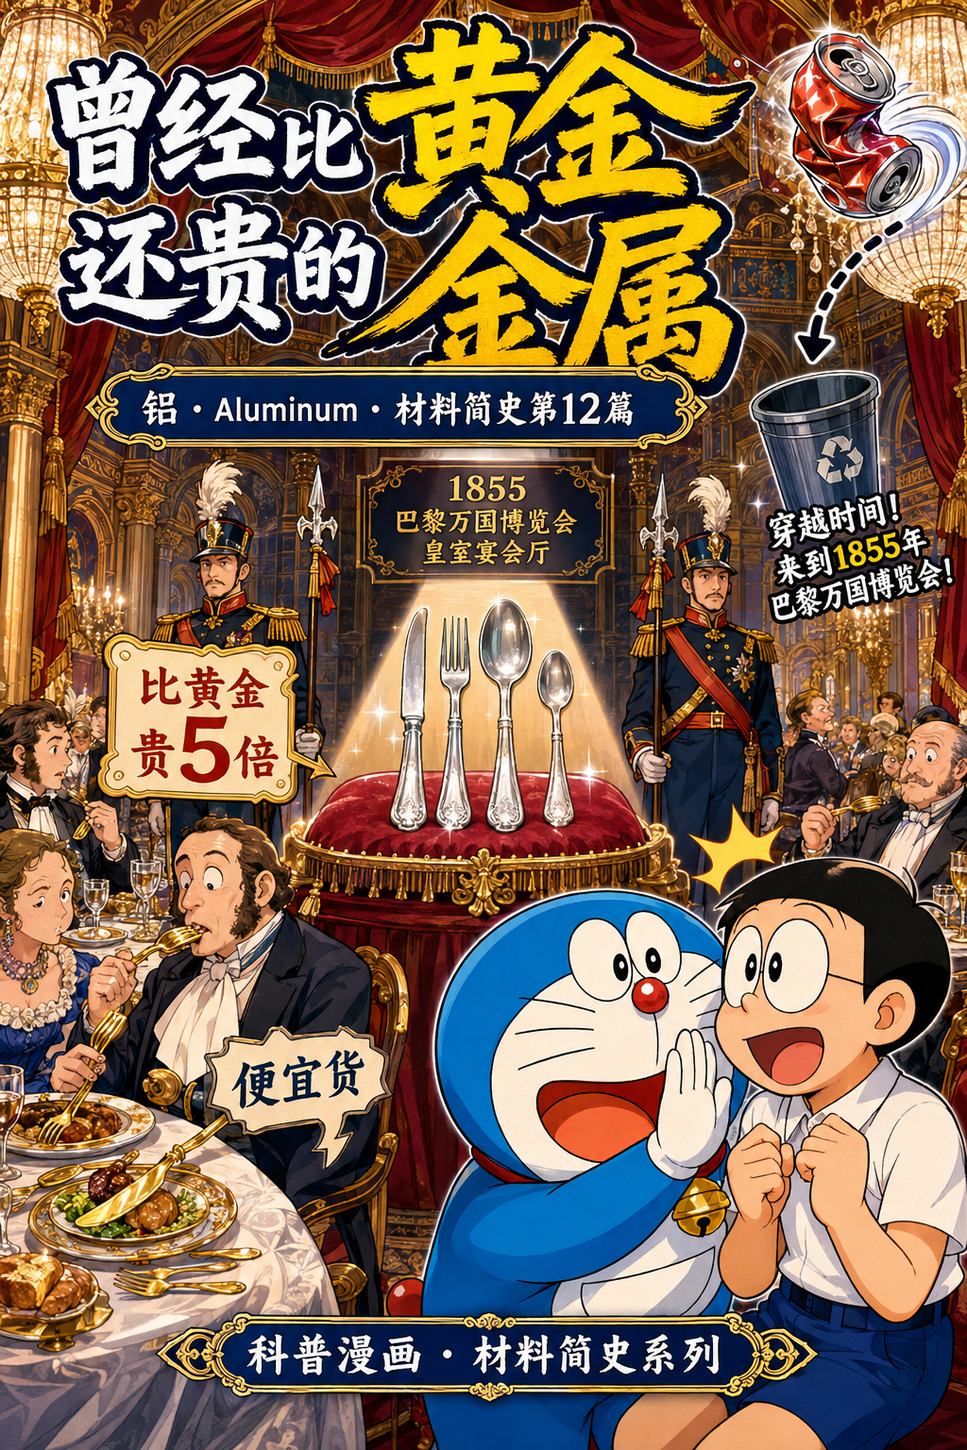 曾经比黄金
还贵的金属
铝 · Aluminum · 材料简史第12篇
1855
巴黎万国博览会
皇室宴会厅
穿越时间！
来到1855年
巴黎万国博览会！
比黄金
贵5倍
便宜货
科普漫画 · 材料简史系列